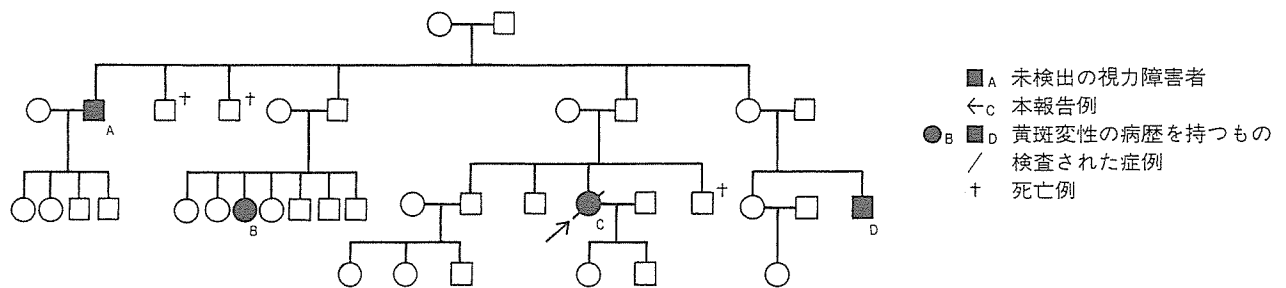 †
†
A
B
C
†
D
A 未検出の視力障害者
←C 本報告例
B D 黄斑変性の病歴を持つもの
/ 検査された症例
† 死亡例